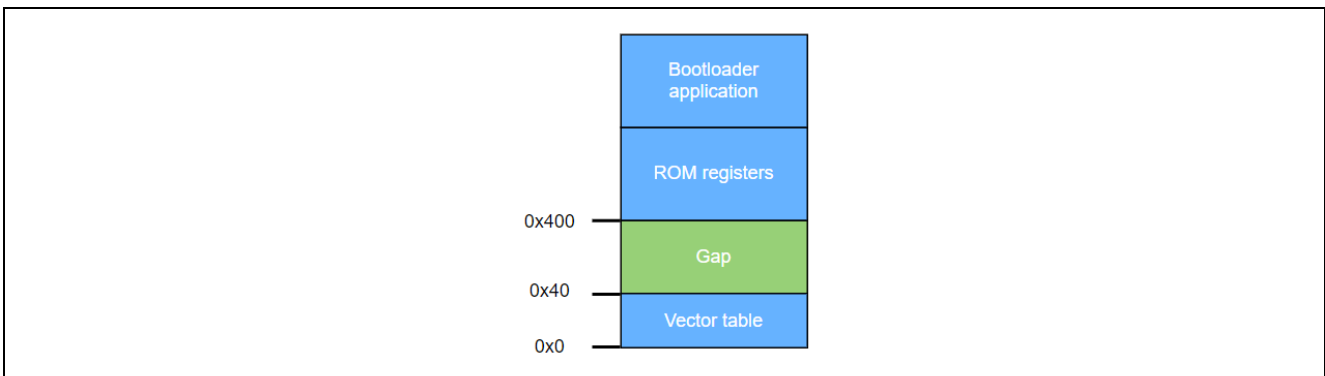 Bootloader
application
ROM registers
0x400
Gap
0x40
Vector table
0x0